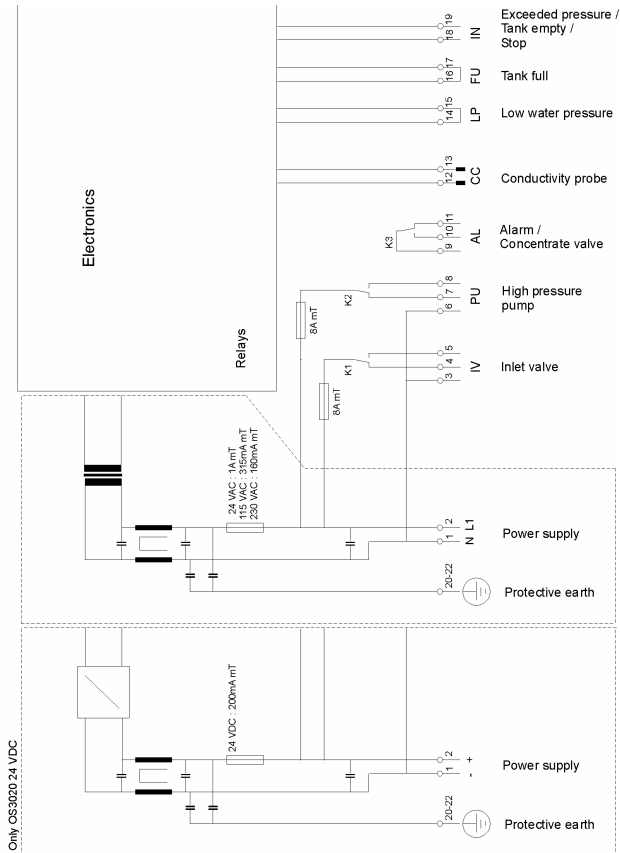 Electronics
Relays
19
18
IN
Exceeded pressure /
Tank empty /
Stop
17
16
FU
Tank full
15
14
LP
Low water pressure
13
12
CC
Conductivity probe
K3
11
10
9
AL
Alarm /
Concentrate valve
8A mT
K2
8
7
6
PU
High pressure
pump
8A mT
K1
5
4
3
IV
Inlet valve
24 VAC : 1A mT
115 VAC : 315mA mT
230 VAC : 160mA mT
2
1
L1
N
Power supply
20-22
Protective earth
Only OS3020 24 VDC
24 VDC : 200mA mT
2
1
+
-
Power supply
20-22
Protective earth